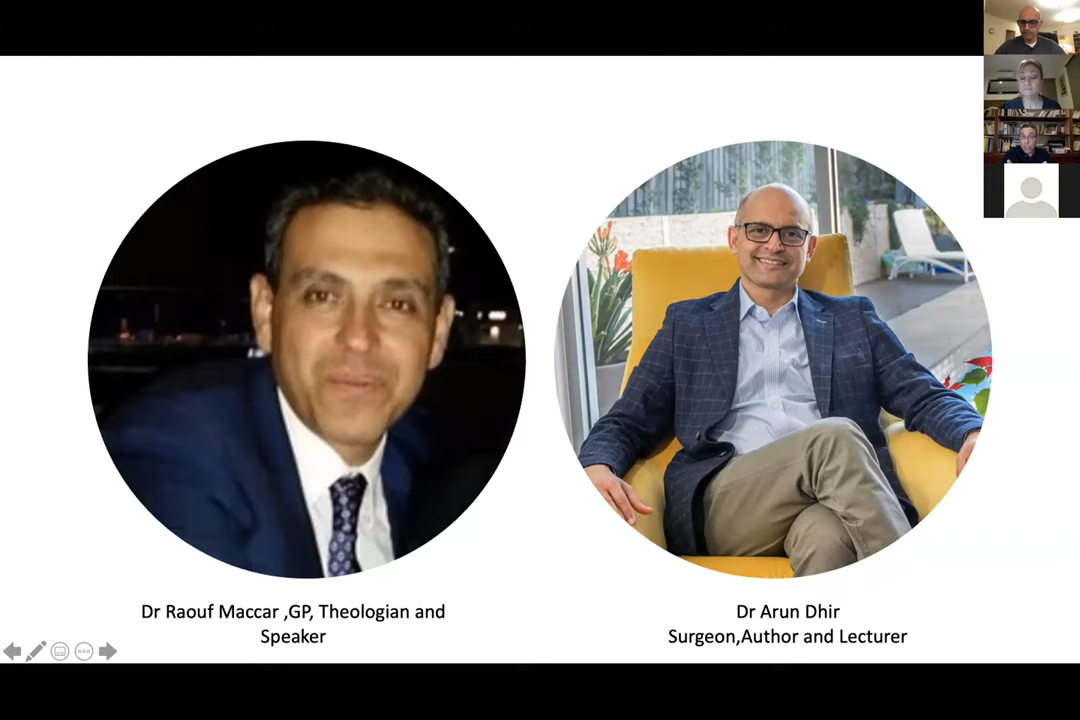 Dr Raouf Maccar ,GP, Theologian and
Speaker
Dr Arun Dhir
Surgeon,Author and Lecturer